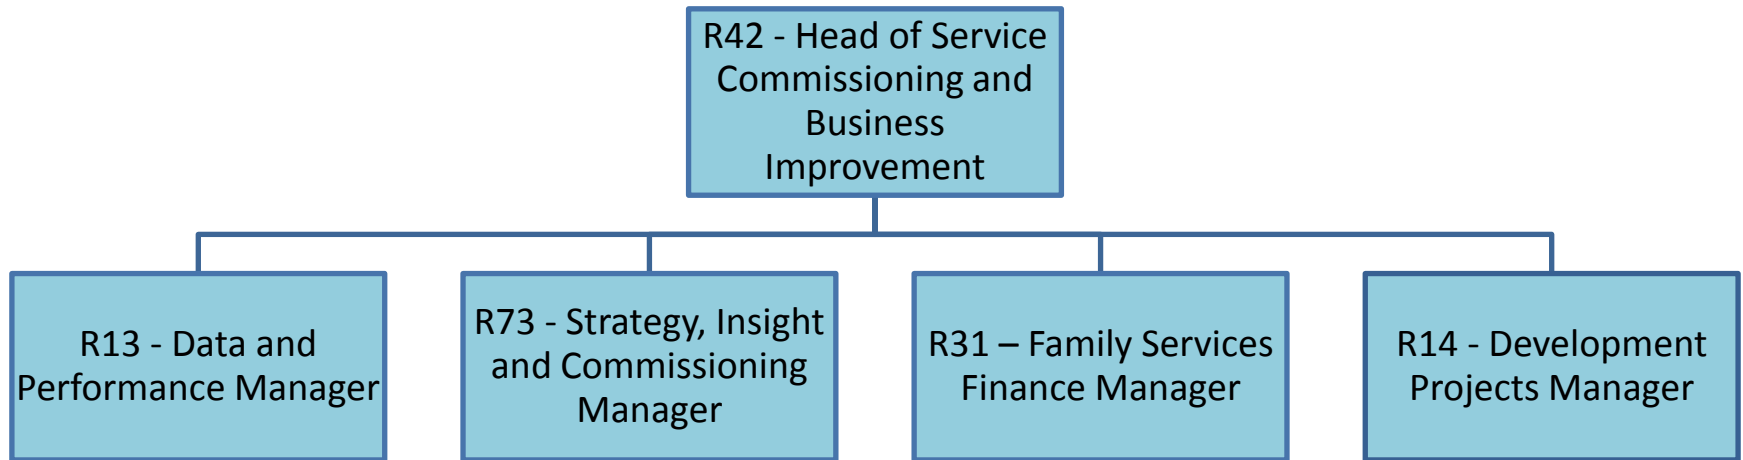 R42 - Head of Service
Commissioning and
Business
Improvement
R13 - Data and
Performance Manager
R73 - Strategy, Insight
and Commissioning
Manager
R31 – Family Services
Finance Manager
R14 - Development
Projects Manager